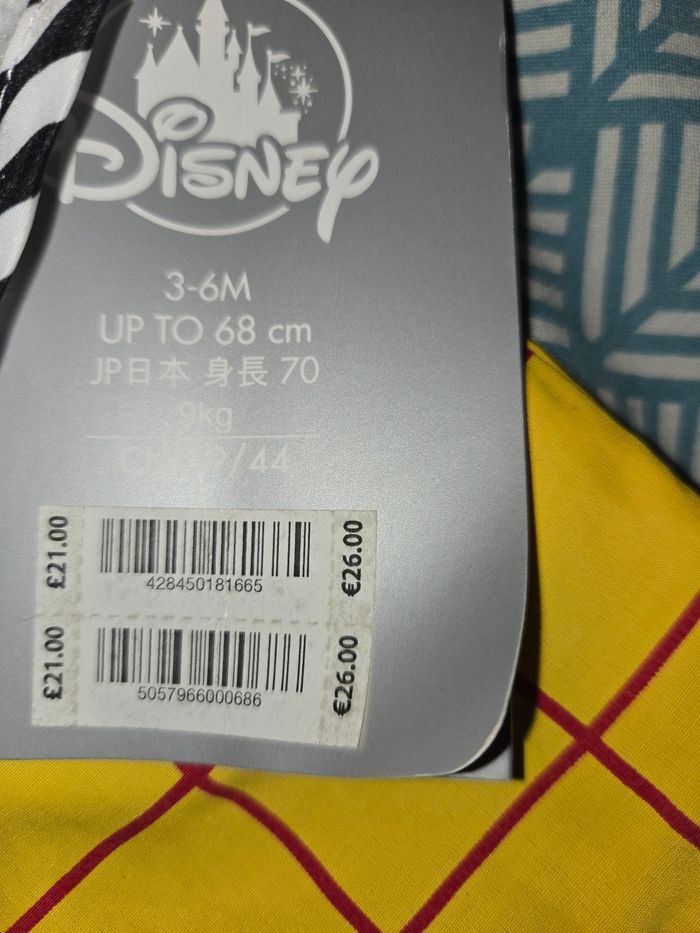 DISNEY
3-6M
UP TO 68 cm
JP日本 身長 70
9kg
/44
£21.00
428450181665
€26.00
£21.00
5057966000686
€26.00